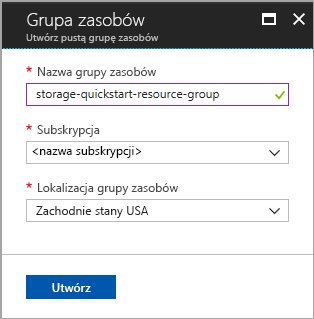 Grupa zasobów
Utwórz pustą grupę zasobów
* Nazwa grupy zasobów
storage-quickstart-resource-group
* Subskrypcja
<nazwa subskrypcji>
* Lokalizacja grupy zasobów
Zachodnie stany USA
Utwórz